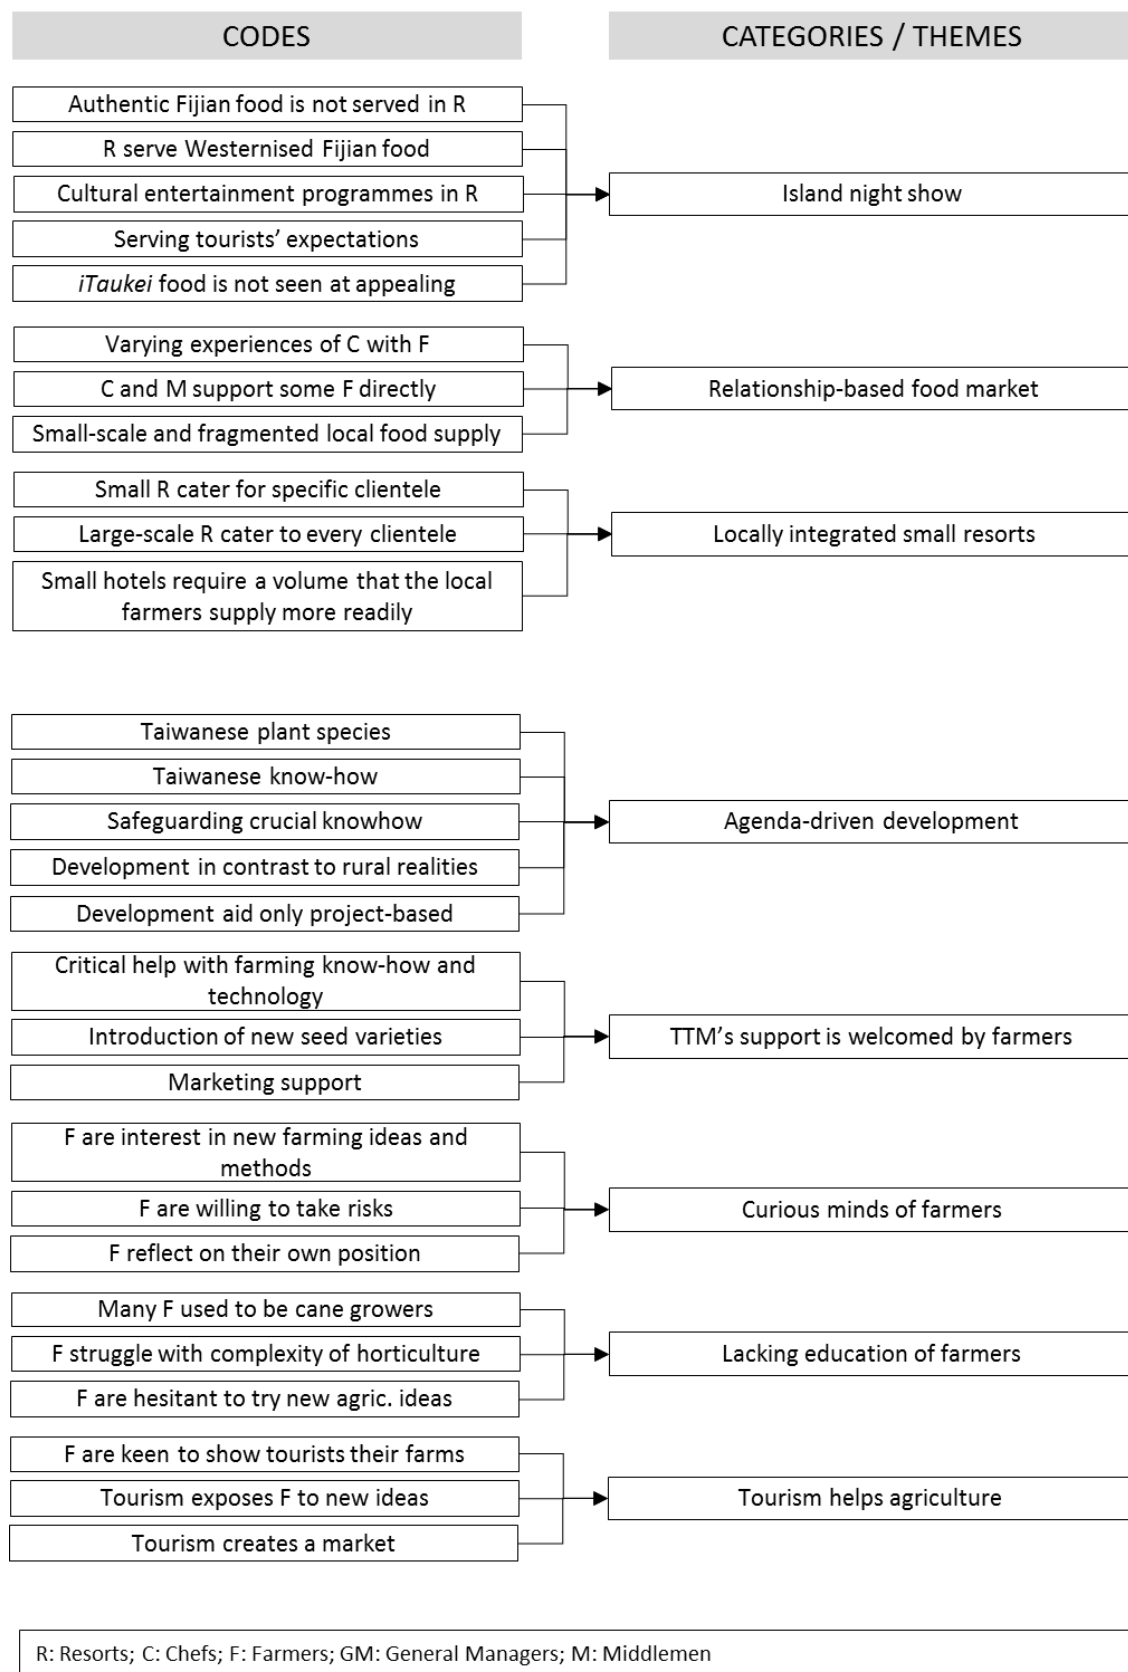 CODES
CATEGORIES / THEMES
Authentic Fijian food is not served in R
R serve Westernised Fijian food
Cultural entertainment programmes in R
Serving tourists’ expectations
iTaukei food is not seen at appealing
Island night show
Varying experiences of C with F
C and M support some F directly
Small-scale and fragmented local food supply
Relationship-based food market
Small R cater for specific clientele
Large-scale R cater to every clientele
Small hotels require a volume that the local
farmers supply more readily
Locally integrated small resorts
Taiwanese plant species
Taiwanese know-how
Safeguarding crucial knowhow
Development in contrast to rural realities
Development aid only project-based
Agenda-driven development
Critical help with farming know-how and
technology
Introduction of new seed varieties
Marketing support
TTM’s support is welcomed by farmers
F are interest in new farming ideas and
methods
F are willing to take risks
F reflect on their own position
Curious minds of farmers
Many F used to be cane growers
F struggle with complexity of horticulture
F are hesitant to try new agric. ideas
Lacking education of farmers
F are keen to show tourists their farms
Tourism exposes F to new ideas
Tourism creates a market
Tourism helps agriculture
R: Resorts; C: Chefs; F: Farmers; GM: General Managers; M: Middlemen